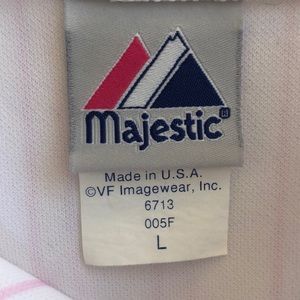 Majestic®
Made in U.S.A.
©VF Imagewear, Inc.
6713
005F
L